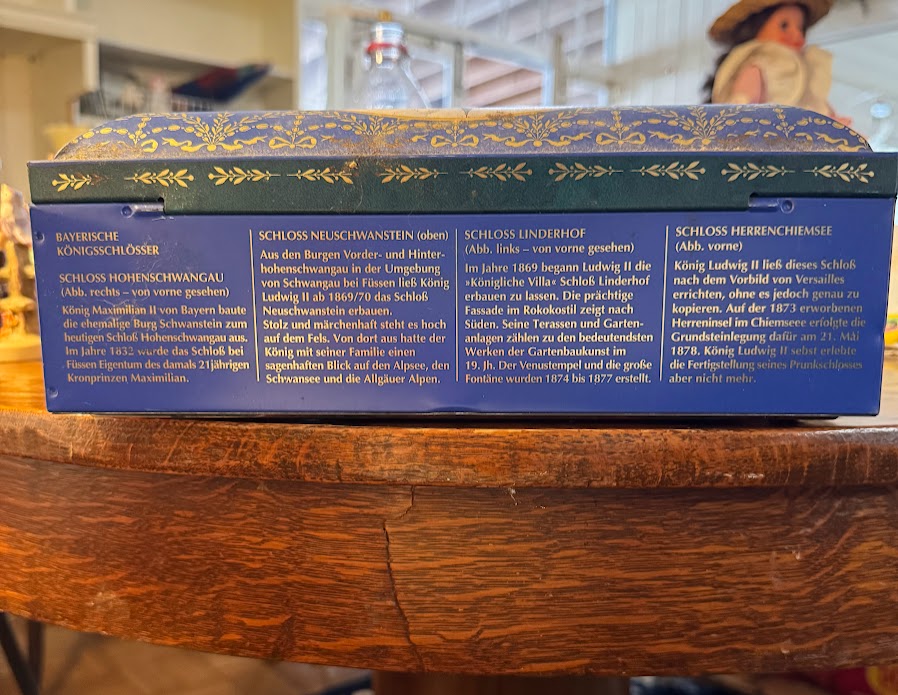 BAYERISCHE
KÖNIGSSCHLÖSSER
SCHLOSS HOHENSCHWANGAU
(Abb. rechts – von vorne gesehen)
König Maximilian II von Bayern baute
die ehemalige Burg Schwanstein zum
heutigen Schloß Hohenschwangau aus.
Im Jahre 1832 wurde das Schloß bei
Füssen Eigentum des damals 21jährigen
Kronprinzen Maximilian.
SCHLOSS NEUSCHWANSTEIN (oben)
Aus den Burgen Vorder- und Hinter-
hohenschwangau in der Umgebung
von Schwangau bei Füssen ließ König
Ludwig II ab 1869/70 das Schloß
Neuschwanstein erbauen.
Stolz und märchenhaft steht es hoch
auf dem Fels. Von dort aus hatte der
König mit seiner Familie einen
sagenhaften Blick auf den Alpsee, den
Schwansee und die Allgäuer Alpen.
SCHLOSS LINDERHOF
(Abb. links – von vorne gesehen)
Im Jahre 1869 begann Ludwig II die
»Königliche Villa« Schloß Linderhof
erbauen zu lassen. Die prächtige
Fassade im Rokokostil zeigt nach
Süden. Seine Terassen und Garten-
anlagen zählen zu den bedeutendsten
Werken der Gartenbaukunst im
19. Jh. Der Venustempel und die große
Fontäne wurden 1874 bis 1877 erstellt.
SCHLOSS HERRENCHIEMSEE
(Abb. vorne)
König Ludwig II ließ dieses Schloß
nach dem Vorbild von Versailles
errichten, ohne es jedoch genau zu
kopieren. Auf der 1873 erworbenen
Herreninsel im Chiemseee erfolgte die
Grundsteinlegung dafür am 21. Mai
1878. König Ludwig II selbst erlebte
die Fertigstellung seines Prunkschlosses
aber nicht mehr.